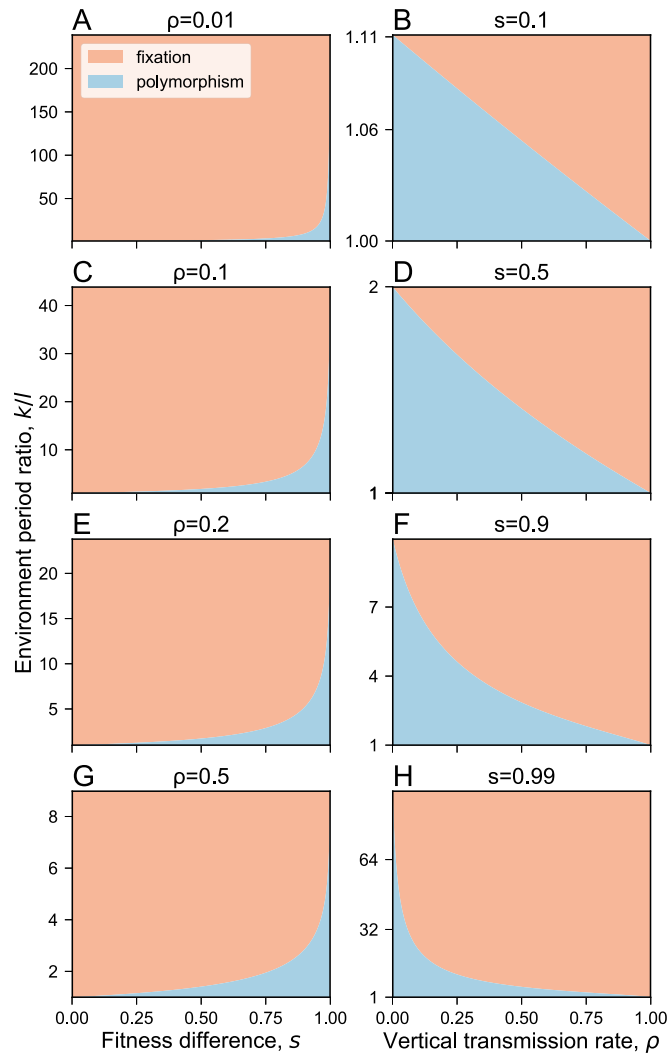 A
ρ=0.01
200
150
100
50
fixation
polymorphism
B
s=0.1
1.11
1.06
1.00
C
ρ=0.1
40
30
20
10
D
s=0.5
2
1
E
ρ=0.2
20
15
10
5
F
s=0.9
7
4
1
G
ρ=0.5
8
6
4
2
0.00 0.25 0.50 0.75 1.00
Fitness difference, s
H
s=0.99
64
32
1
0.00 0.25 0.50 0.75 1.00
Vertical transmission rate, ρ
Environment period ratio, k/l